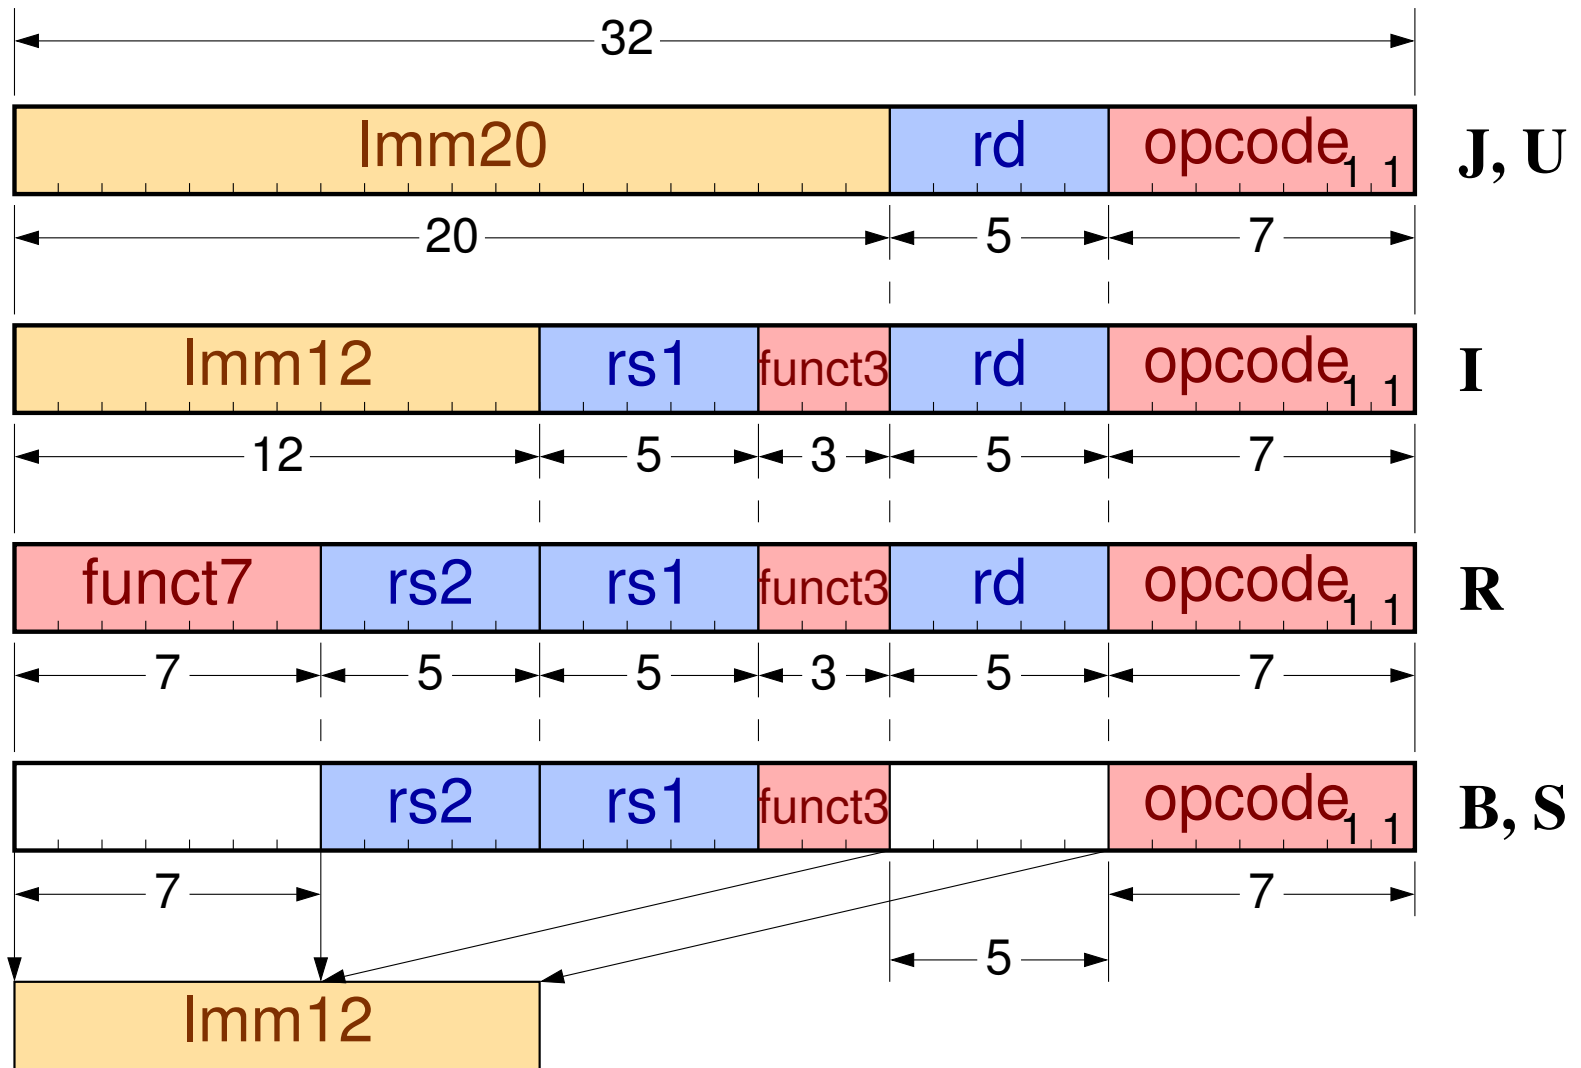 32
Imm20 rd opcode 1 1 J, U
20 5 7
Imm12 rs1 funct3 rd opcode 1 1 I
12 5 3 5 7
funct7 rs2 rs1 funct3 rd opcode 1 1 R
7 5 5 3 5 7
rs2 rs1 funct3 opcode 1 1 B, S
7 7
5
Imm12